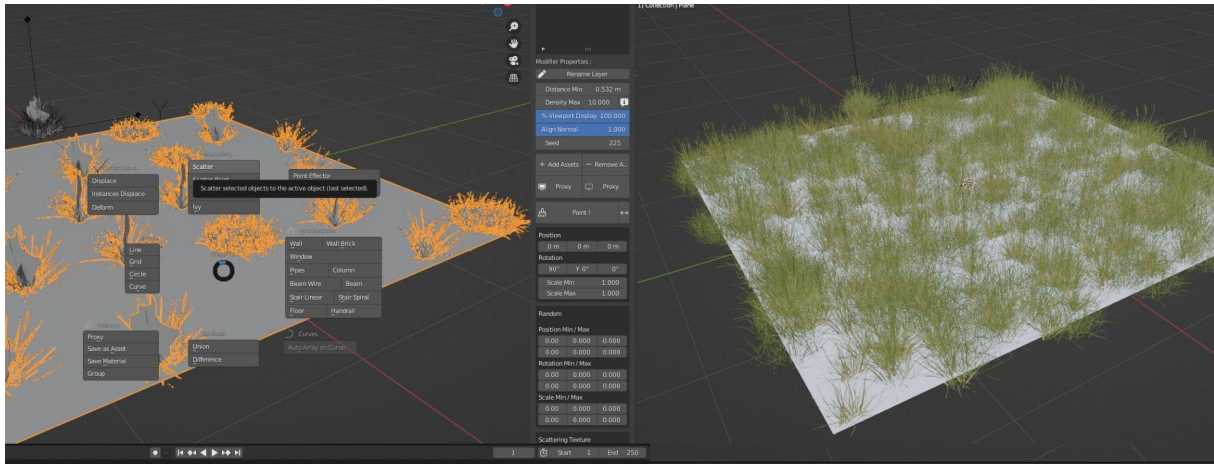 1) Collection | Plane
Modifier Properties :
Rename Layer
Distance Min 0.532 m
Density Max 10.000
% Viewport Display 100.000
Align Normal 1.000
Seed 225
+ Add Assets − Remove A...
Proxy Proxy
Paint !
Position
0 m 0 m 0 m
Rotation
90° Y 0° 0°
Scale Min 1.000
Scale Max 1.000
Random
Position Min / Max
0.00 0.000 0.000
0.00 0.000 0.000
Rotation Min / Max
0.00 0.000 0.000
0.00 0.000 0.000
Scale Min / Max
0.00 0.000 0.000
0.00 0.000 0.000
Scattering Texture
Displace
Instances Displace
Deform
Scatter
Scatter selected objects to the active object (last selected).
Ivy
Point Effector
Line
Grid
Circle
Curve
Wall Wall Brick
Window
Pipes Column
Beam Wire Beam
Stair Linear Stair Spiral
Floor Handrail
Curves
Auto Array on Curve
Manage
Proxy
Save as Asset
Save Material
Group
Union
Difference
1 Start 1 End 250